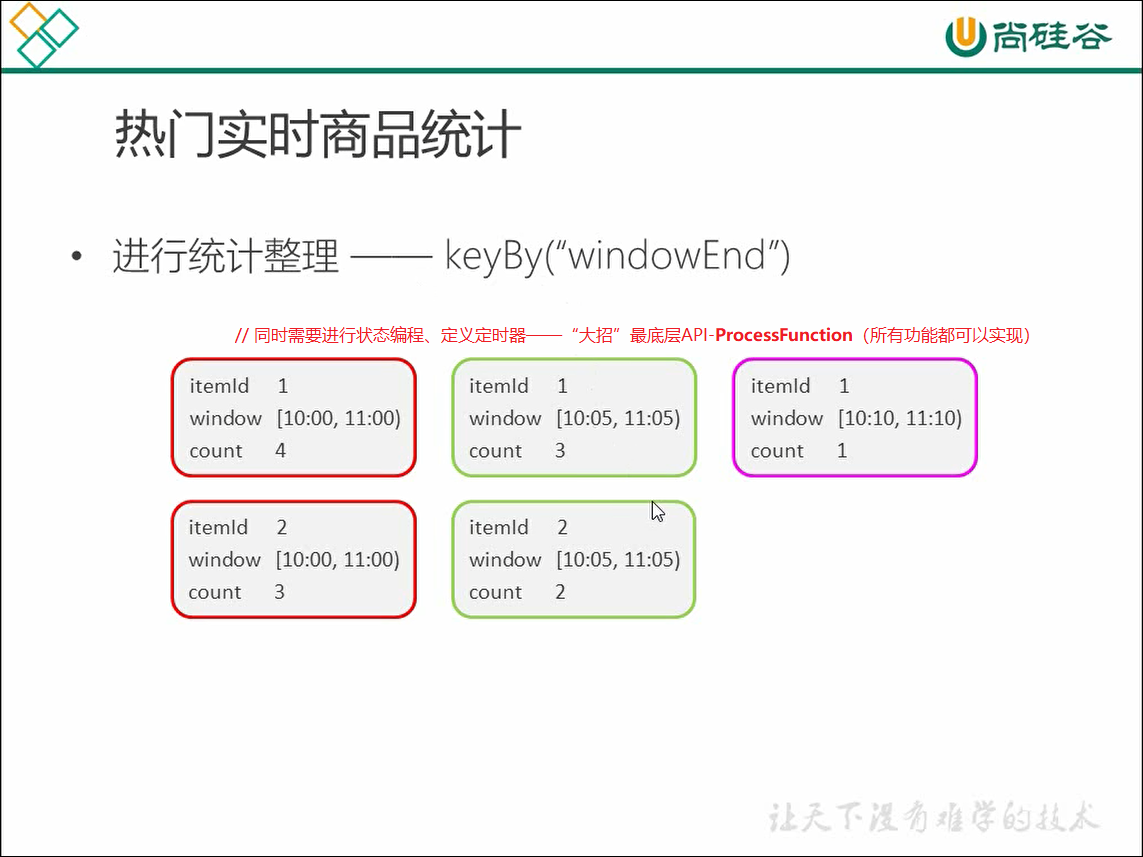 尚硅谷
热门实时商品统计
• 进行统计整理 —— keyBy(“windowEnd”)
// 同时需要进行状态编程、定义定时器——“大招”最底层API-ProcessFunction（所有功能都可以实现）
itemId 1
window [10:00, 11:00)
count 4
itemId 1
window [10:05, 11:05)
count 3
itemId 1
window [10:10, 11:10)
count 1
itemId 2
window [10:00, 11:00)
count 3
itemId 2
window [10:05, 11:05)
count 2
让天下没有难学的技术